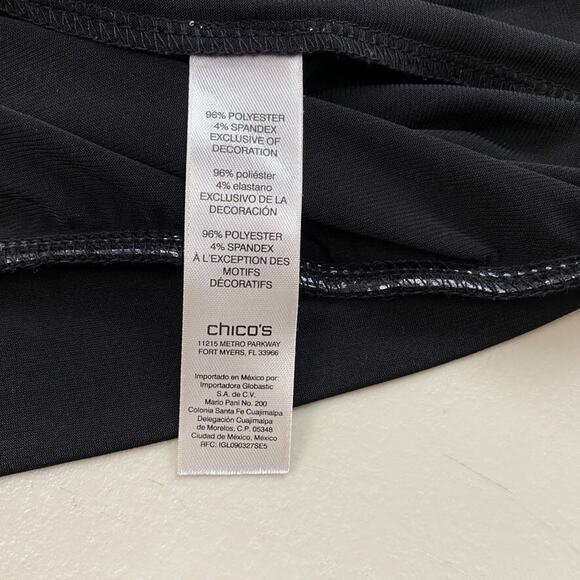 96% POLYESTER
4% SPANDEX
EXCLUSIVE OF
DECORATION
96% poliéster
4% elastano
EXCLUSIVO DE LA
DECORACIÓN
96% POLYESTER
4% SPANDEX
À L'EXCEPTION DES
MOTIFS
DÉCORATIFS
chico's
11215 METRO PARKWAY
FORT MYERS, FL 33966
Importado en México por:
Importadora Globastic
S.A. de C.V.
Mario Pani No. 200
Colonia Santa Fe Cuajimalpa
Delegación Cuajimalpa
de Morelos, C.P. 05348
Ciudad de México, México
RFC: IGL090327SE5